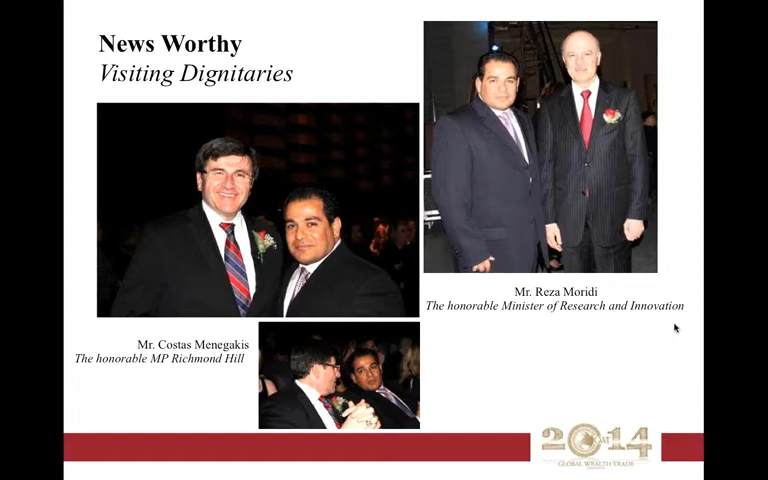 News Worthy
Visiting Dignitaries
Mr. Reza Moridi
The honorable Minister of Research and Innovation
Mr. Costas Menegakis
The honorable MP Richmond Hill
2014
GWT
GLOBAL WEALTH TRADE